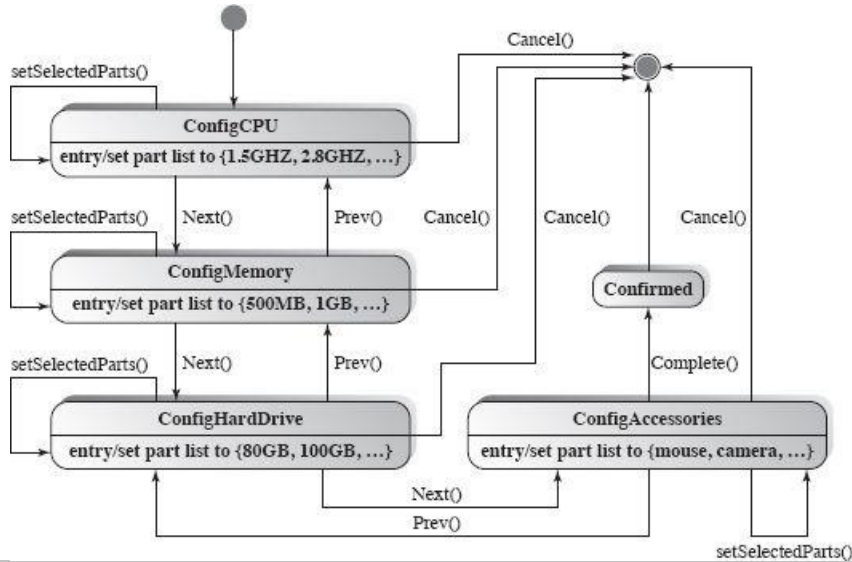 Cancel()
setSelectedParts()
ConfigCPU
entry/set part list to {1.5GHZ, 2.8GHZ, ...}
setSelectedParts()
Next()
Prev()
Cancel()
Cancel()
Cancel()
ConfigMemory
entry/set part list to {500MB, 1GB, ...}
Confirmed
setSelectedParts()
Next()
Prev()
Complete()
ConfigHardDrive
entry/set part list to {80GB, 100GB, ...}
ConfigAccessories
entry/set part list to {mouse, camera, ...}
Next()
Prev()
setSelectedParts()